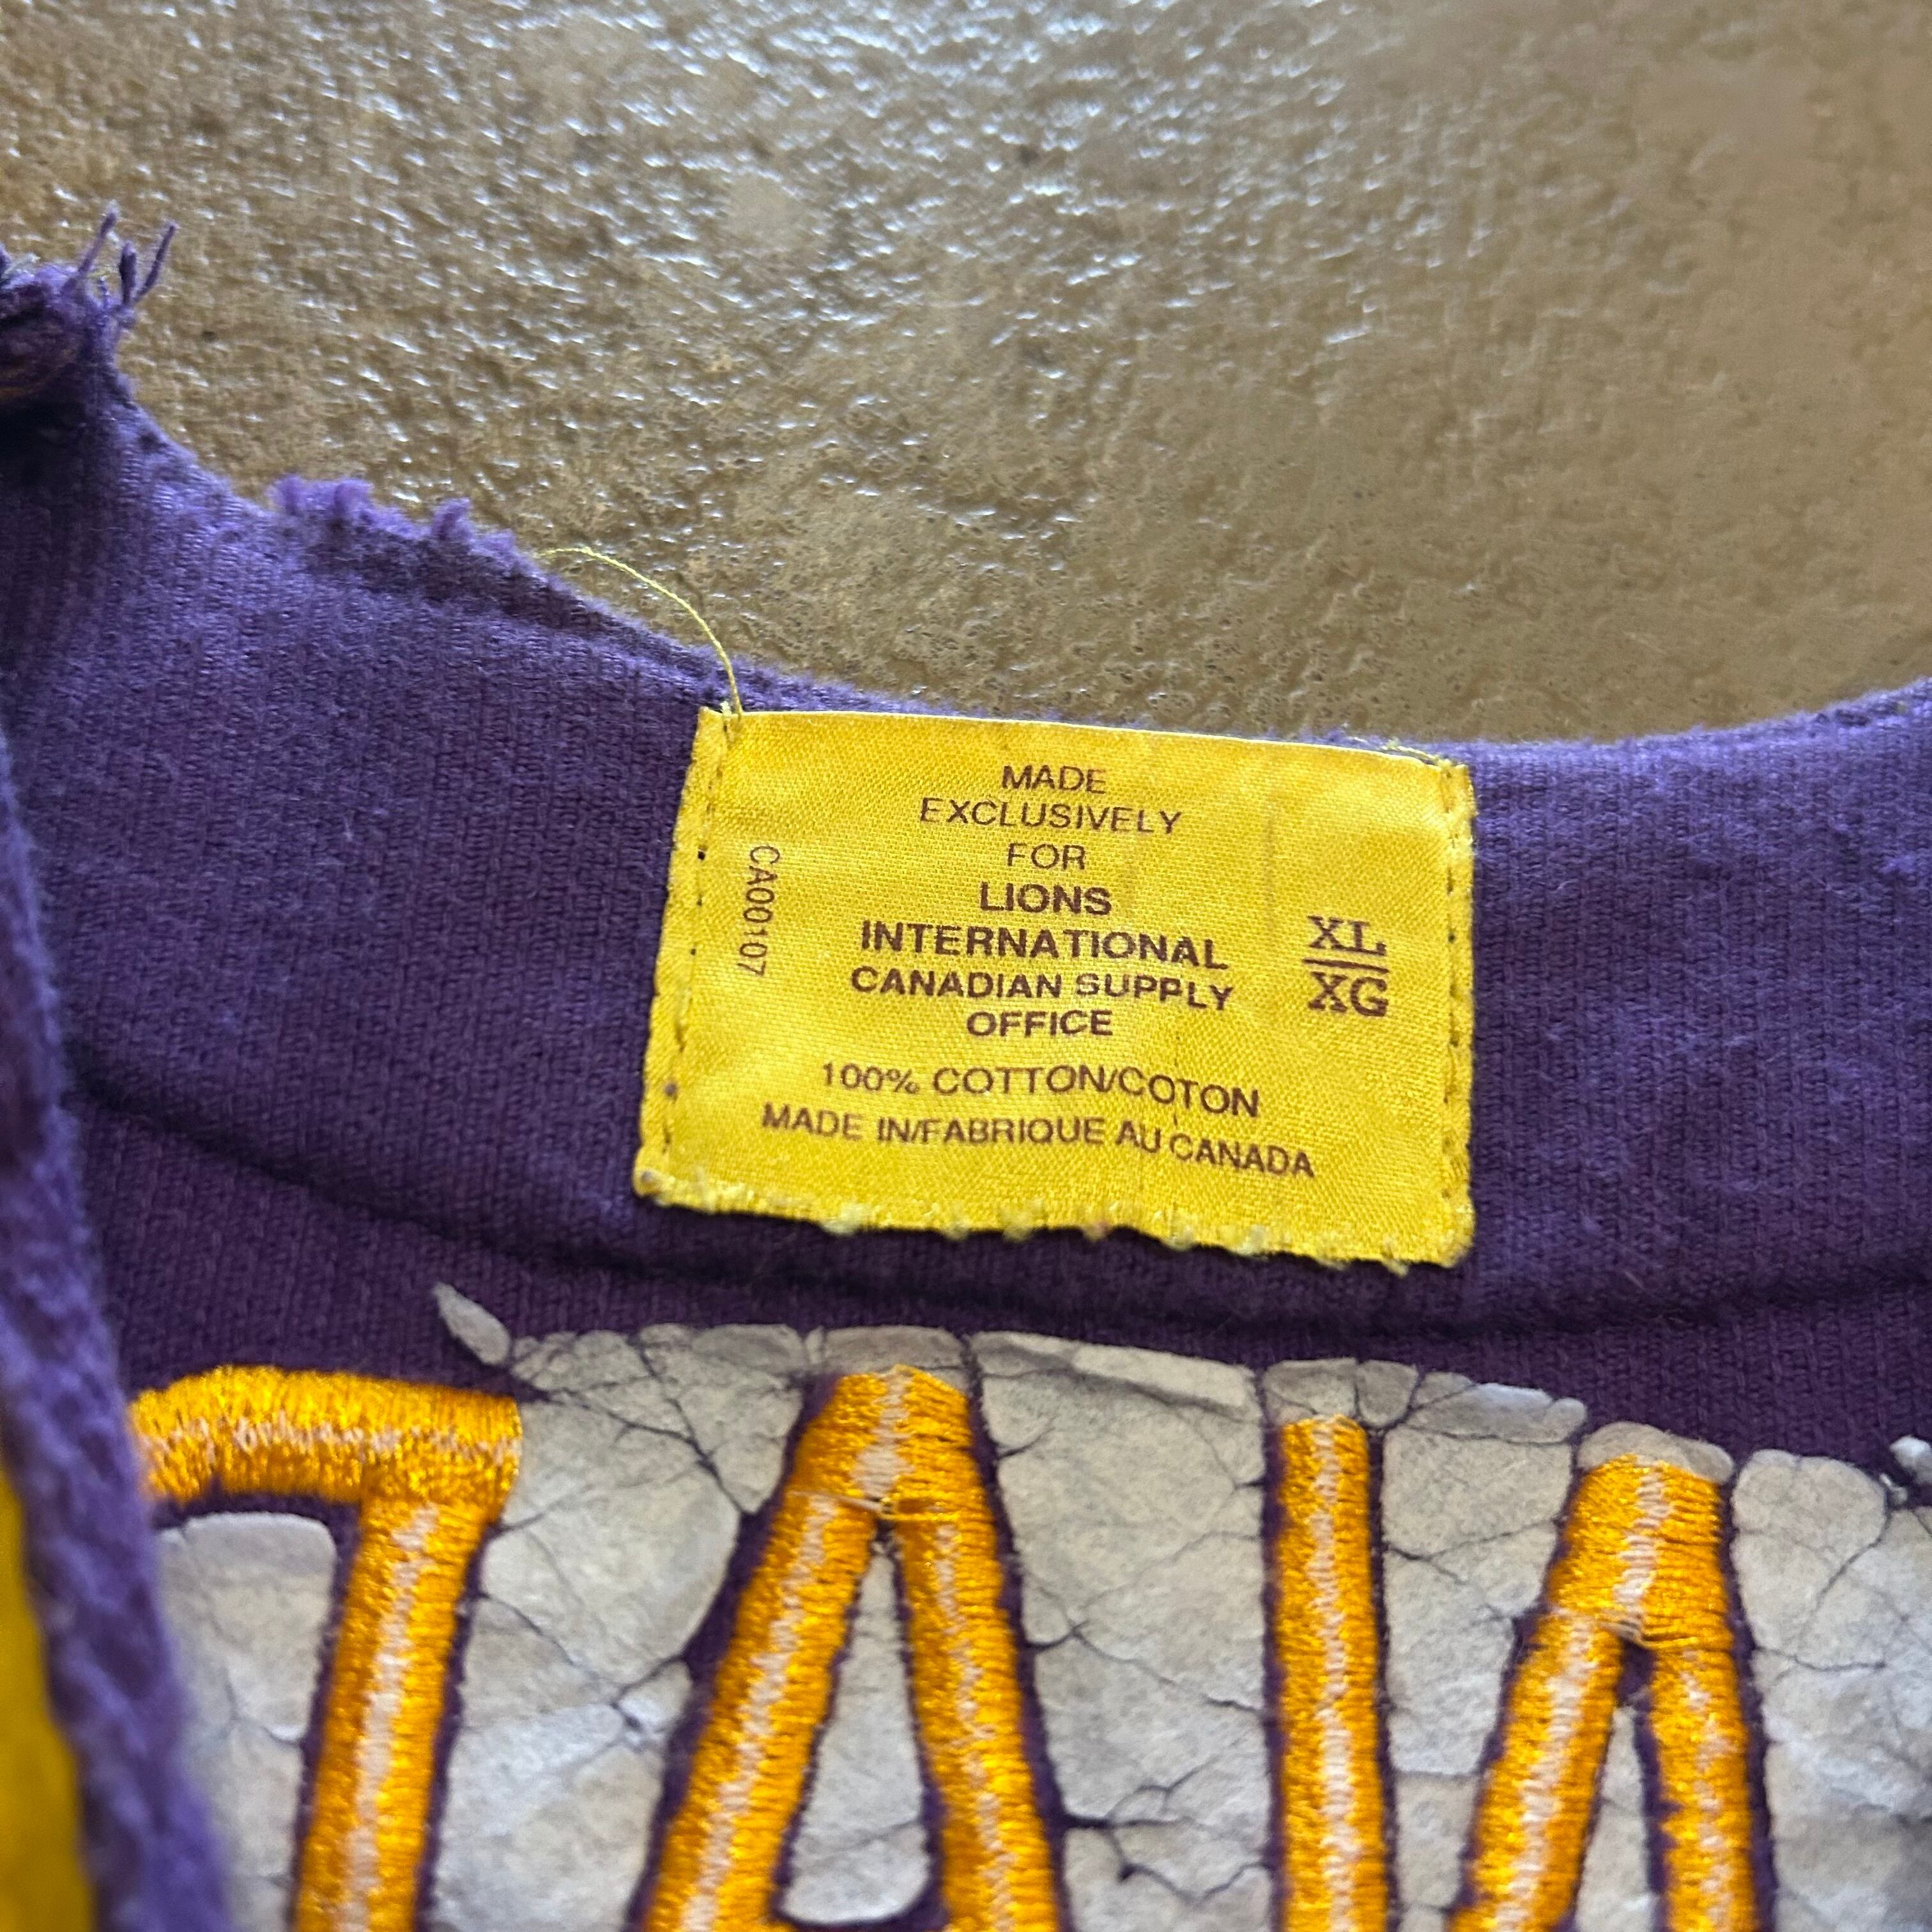 MADE
EXCLUSIVELY
FOR
LIONS
INTERNATIONAL
CANADIAN SUPPLY
OFFICE
100% COTTON/COTON
MADE IN/FABRIQUE AU CANADA
CA00107
XL
XG